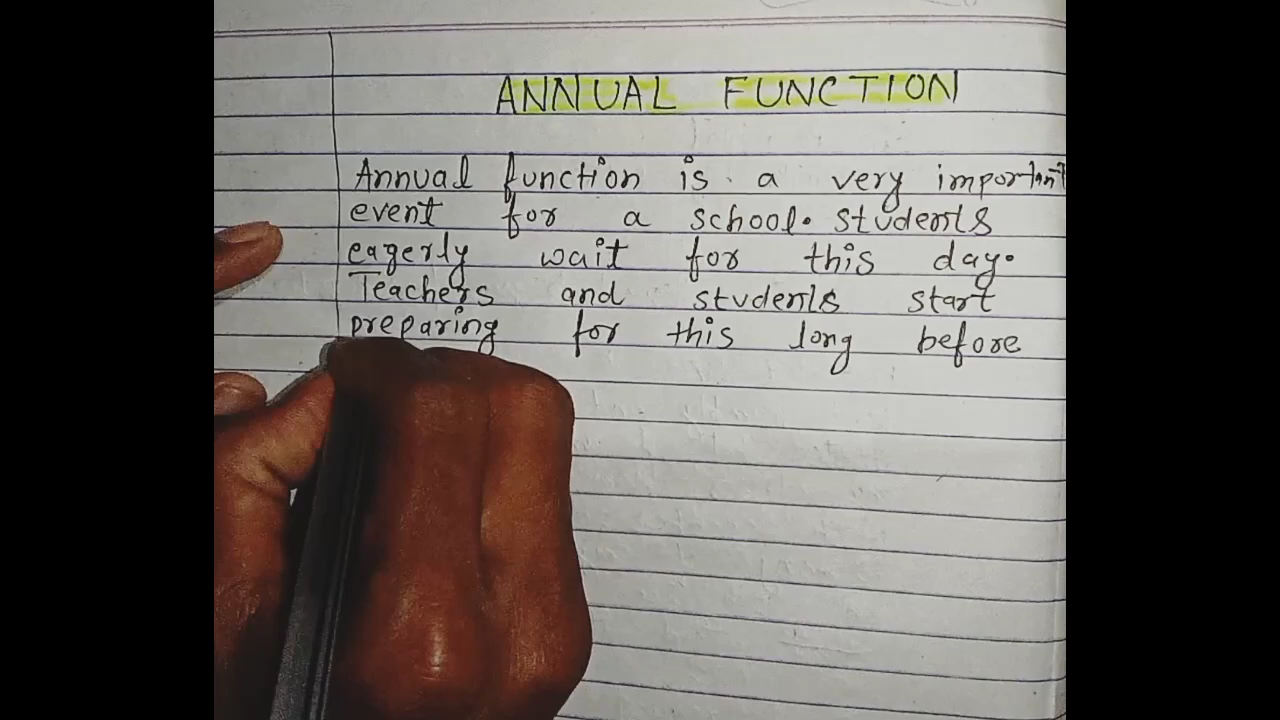 ANNUAL FUNCTION
Annual function is a very important
event for a school. students
eagerly wait for this day.
Teachers and students start
preparing for this long before